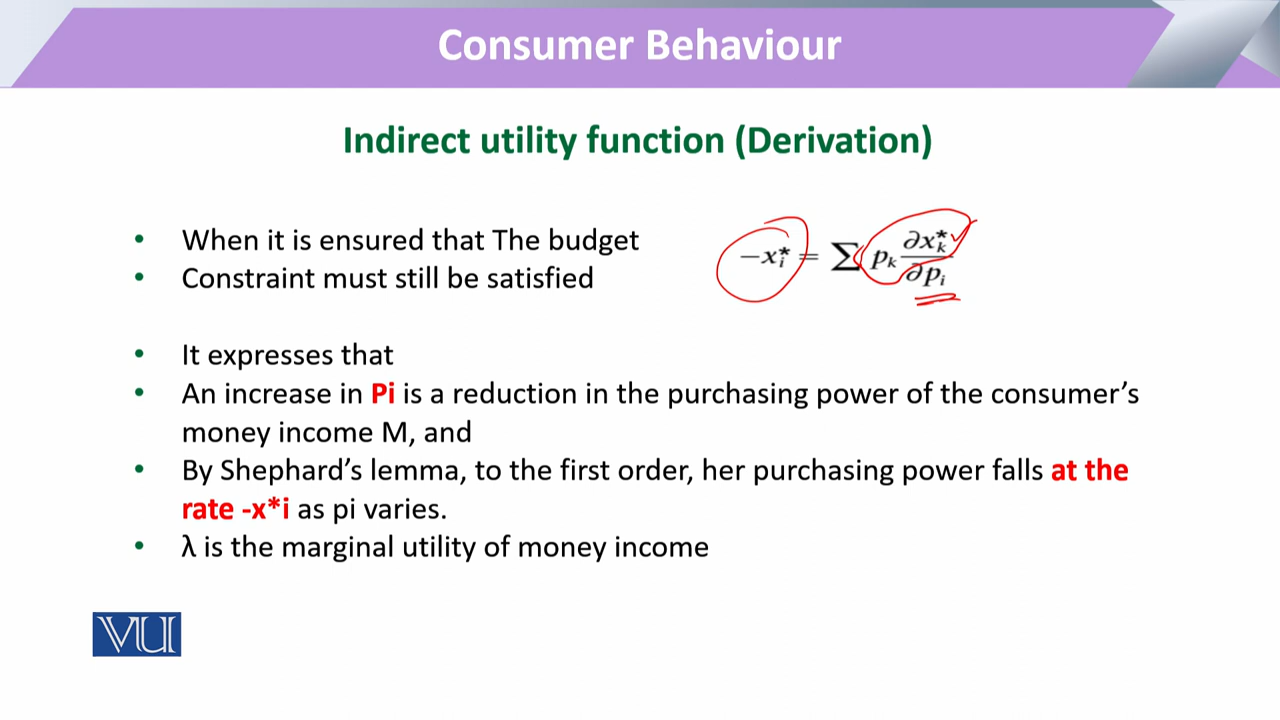 Consumer Behaviour
Indirect utility function (Derivation)
• When it is ensured that The budget
• Constraint must still be satisfied
−x*i = ∑ pk ∂x*k / ∂pi
• It expresses that
• An increase in Pi is a reduction in the purchasing power of the consumer’s
money income M, and
• By Shephard’s lemma, to the first order, her purchasing power falls at the
rate -x*i as pi varies.
• λ is the marginal utility of money income
VU